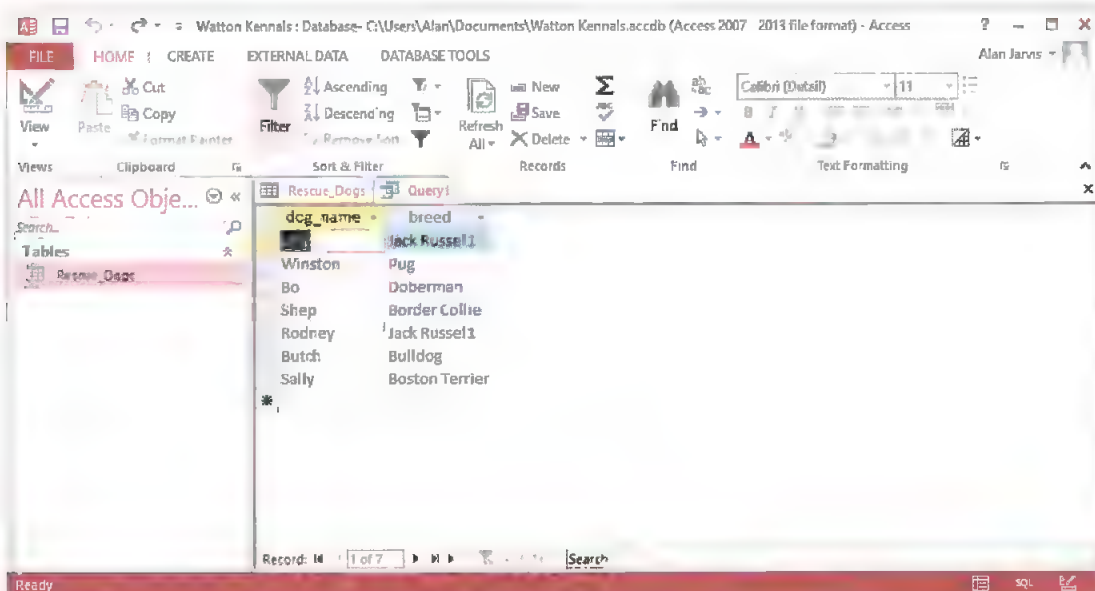 Watton Kennals : Database- C:\Users\Alan\Documents\Watton Kennals.accdb (Access 2007 2013 file format) - Access ?
FILE HOME CREATE EXTERNAL DATA DATABASE TOOLS Alan Jarvis
View
Paste
Cut
Copy
Format Painter
Filter
Ascending
Descending
Remove Sort
Refresh All
New
Save
Delete
Find
Calibri (Detail) 11
B I
Views Clipboard Sort & Filter Records Find Text Formatting
All Access Obje...
Search...
Tables
Rescue_Dogs
Rescue_Dogs Query1
dog_name breed
Jack Russel1
Winston Pug
Bo Doberman
Shep Border Collie
Rodney Jack Russel1
Butch Bulldog
Sally Boston Terrier
Record: 1 of 7 Search
Ready SQL